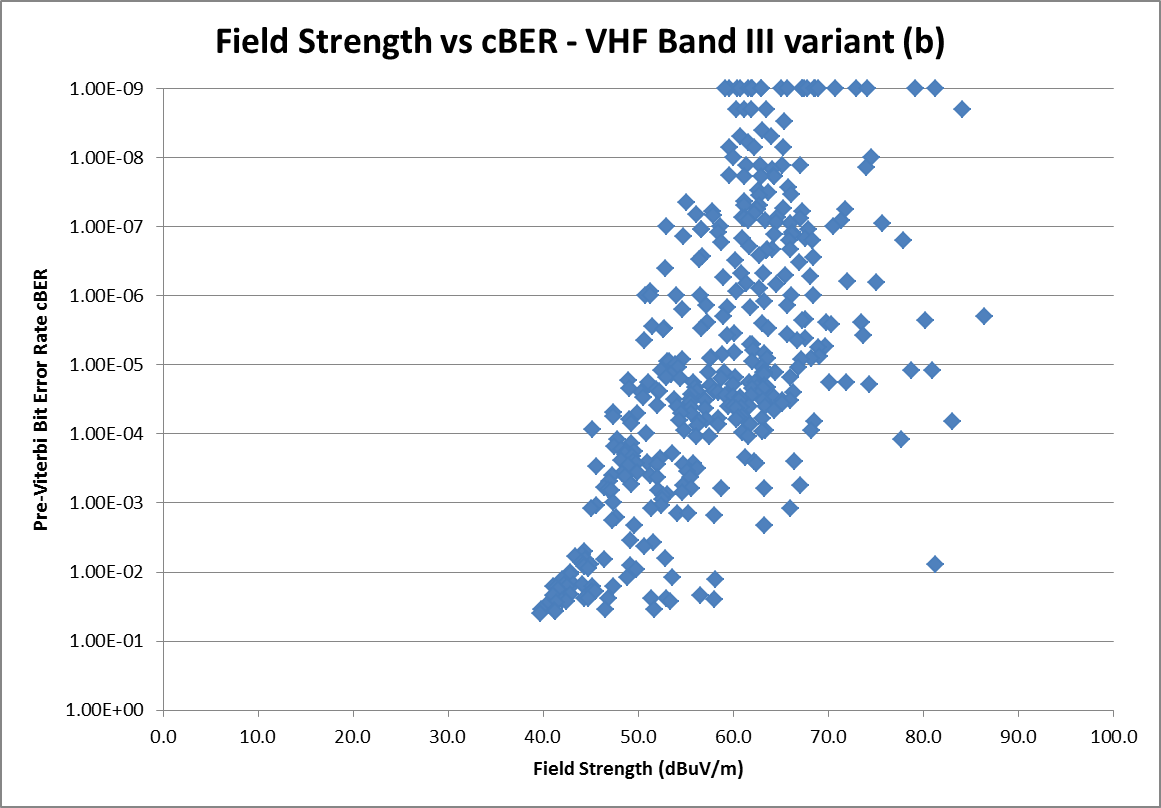 Field Strength vs cBER - VHF Band III variant (b)
Pre-Viterbi Bit Error Rate cBER
1.00E-09
1.00E-08
1.00E-07
1.00E-06
1.00E-05
1.00E-04
1.00E-03
1.00E-02
1.00E-01
1.00E+00
0.0 10.0 20.0 30.0 40.0 50.0 60.0 70.0 80.0 90.0 100.0
Field Strength (dBuV/m)